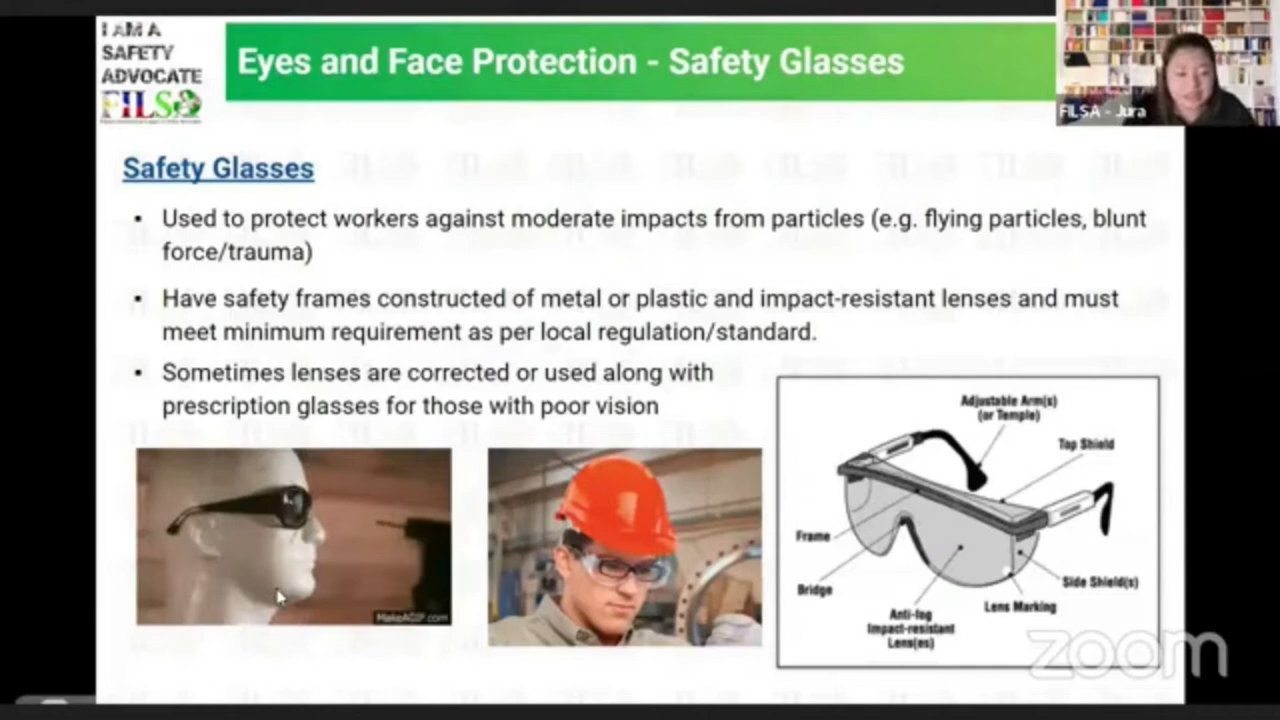 I AM A
SAFETY
ADVOCATE
FILSA
Eyes and Face Protection - Safety Glasses
FILSA - Jura
Safety Glasses
▪ Used to protect workers against moderate impacts from particles (e.g. flying particles, blunt
force/trauma)
▪ Have safety frames constructed of metal or plastic and impact-resistant lenses and must
meet minimum requirement as per local regulation/standard.
▪ Sometimes lenses are corrected or used along with
prescription glasses for those with poor vision
MakeAGIF.com
Adjustable Arm(s)
(or Temple)
Top Shield
Frame
Bridge
Side Shield(s)
Lens Marking
Anti-fog
Impact-resistant
Lens(es)
zoom